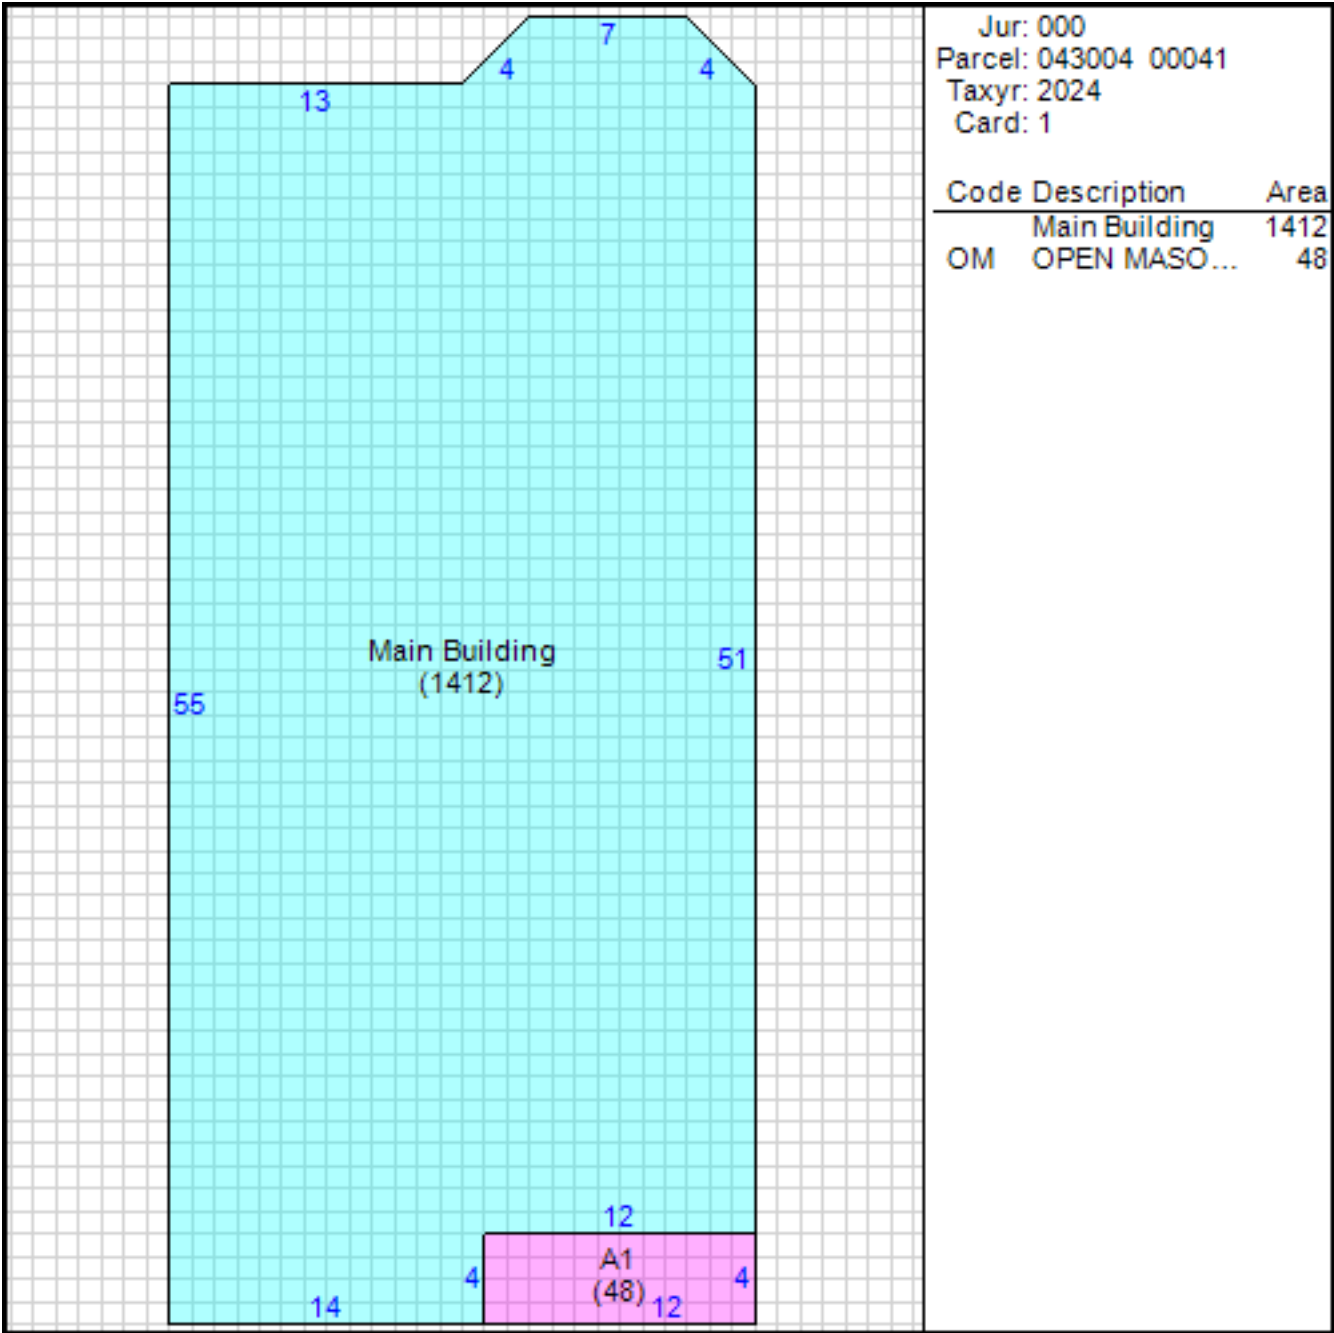 7
4 4
13
Main Building
(1412)
51
55
12
A1
(48)
4 4
14 12
Jur: 000
Parcel: 043004 00041
Taxyr: 2024
Card: 1
Code Description Area
Main Building 1412
OM OPEN MASO... 48